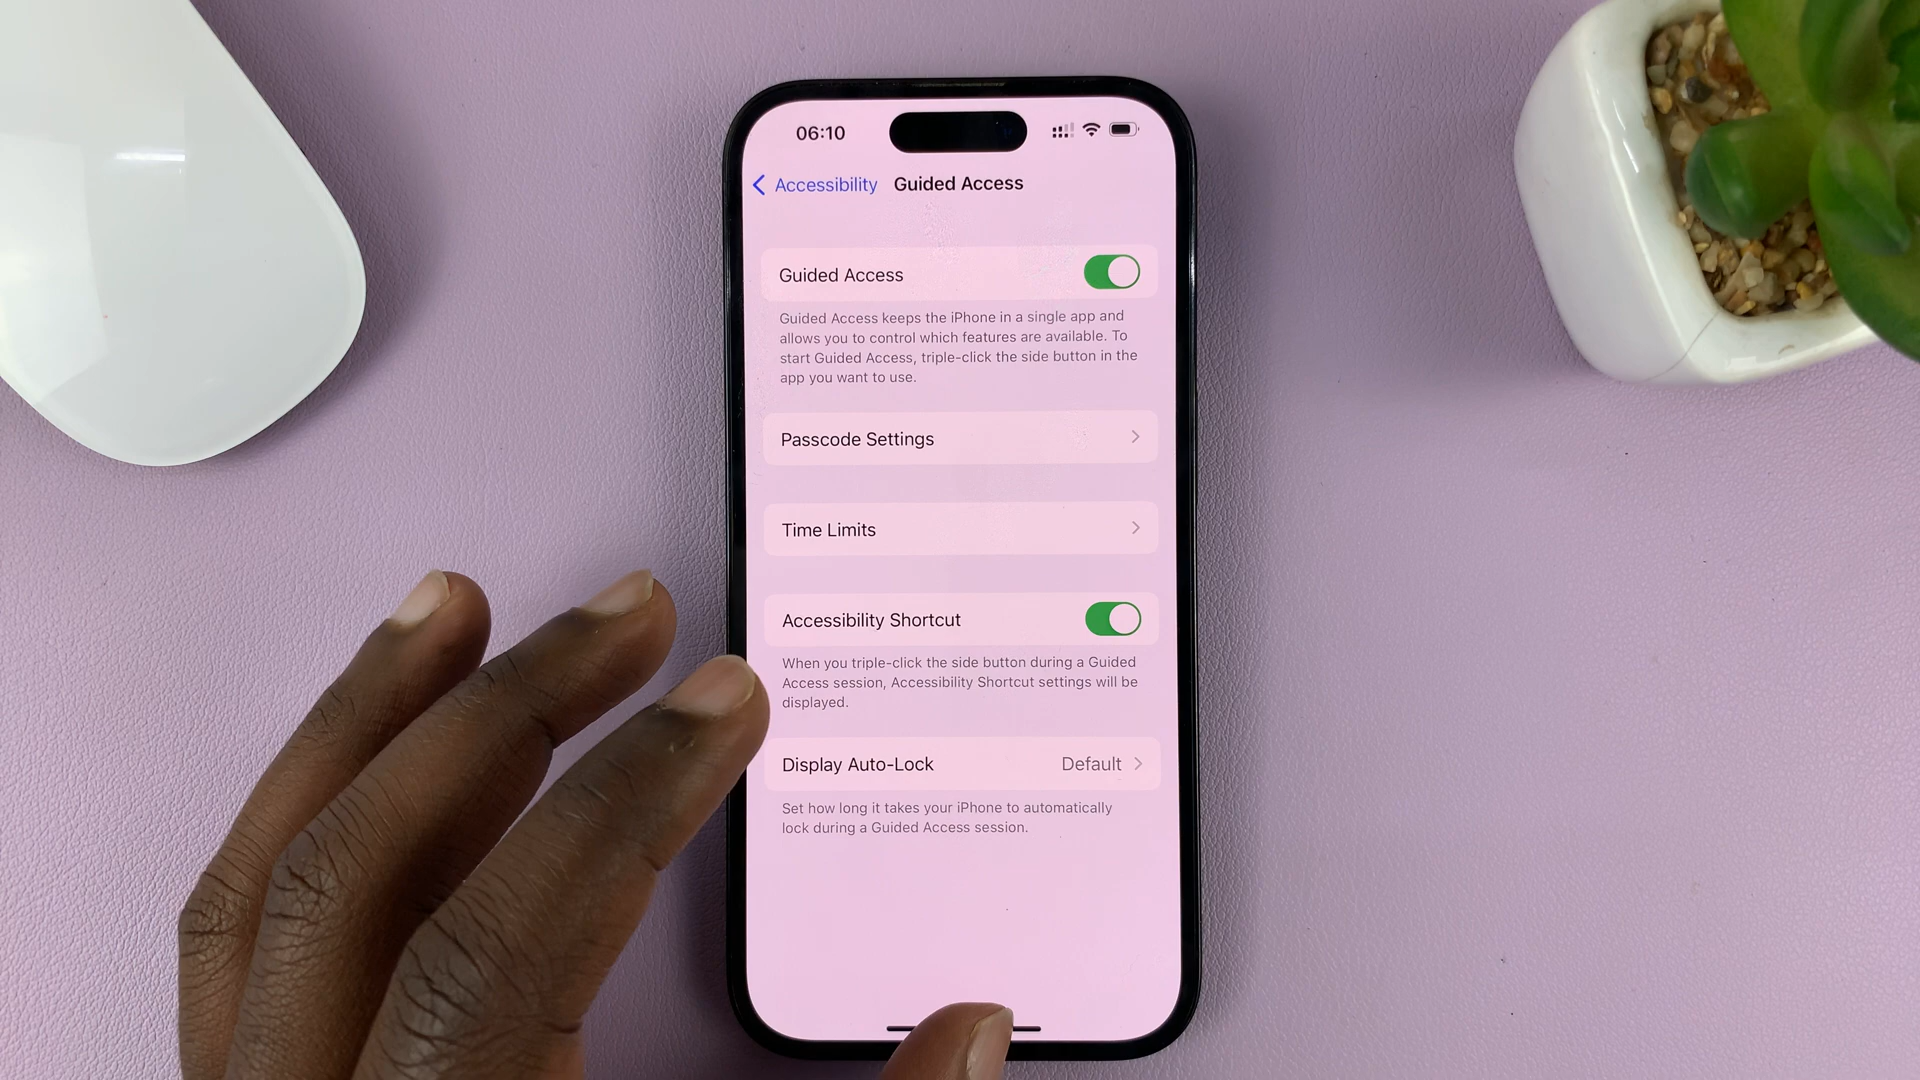 06:10
Accessibility Guided Access
Guided Access
Guided Access keeps the iPhone in a single app and
allows you to control which features are available. To
start Guided Access, triple-click the side button in the
app you want to use.
Passcode Settings
Time Limits
Accessibility Shortcut
When you triple-click the side button during a Guided
Access session, Accessibility Shortcut settings will be
displayed.
Display Auto-Lock Default
Set how long it takes your iPhone to automatically
lock during a Guided Access session.